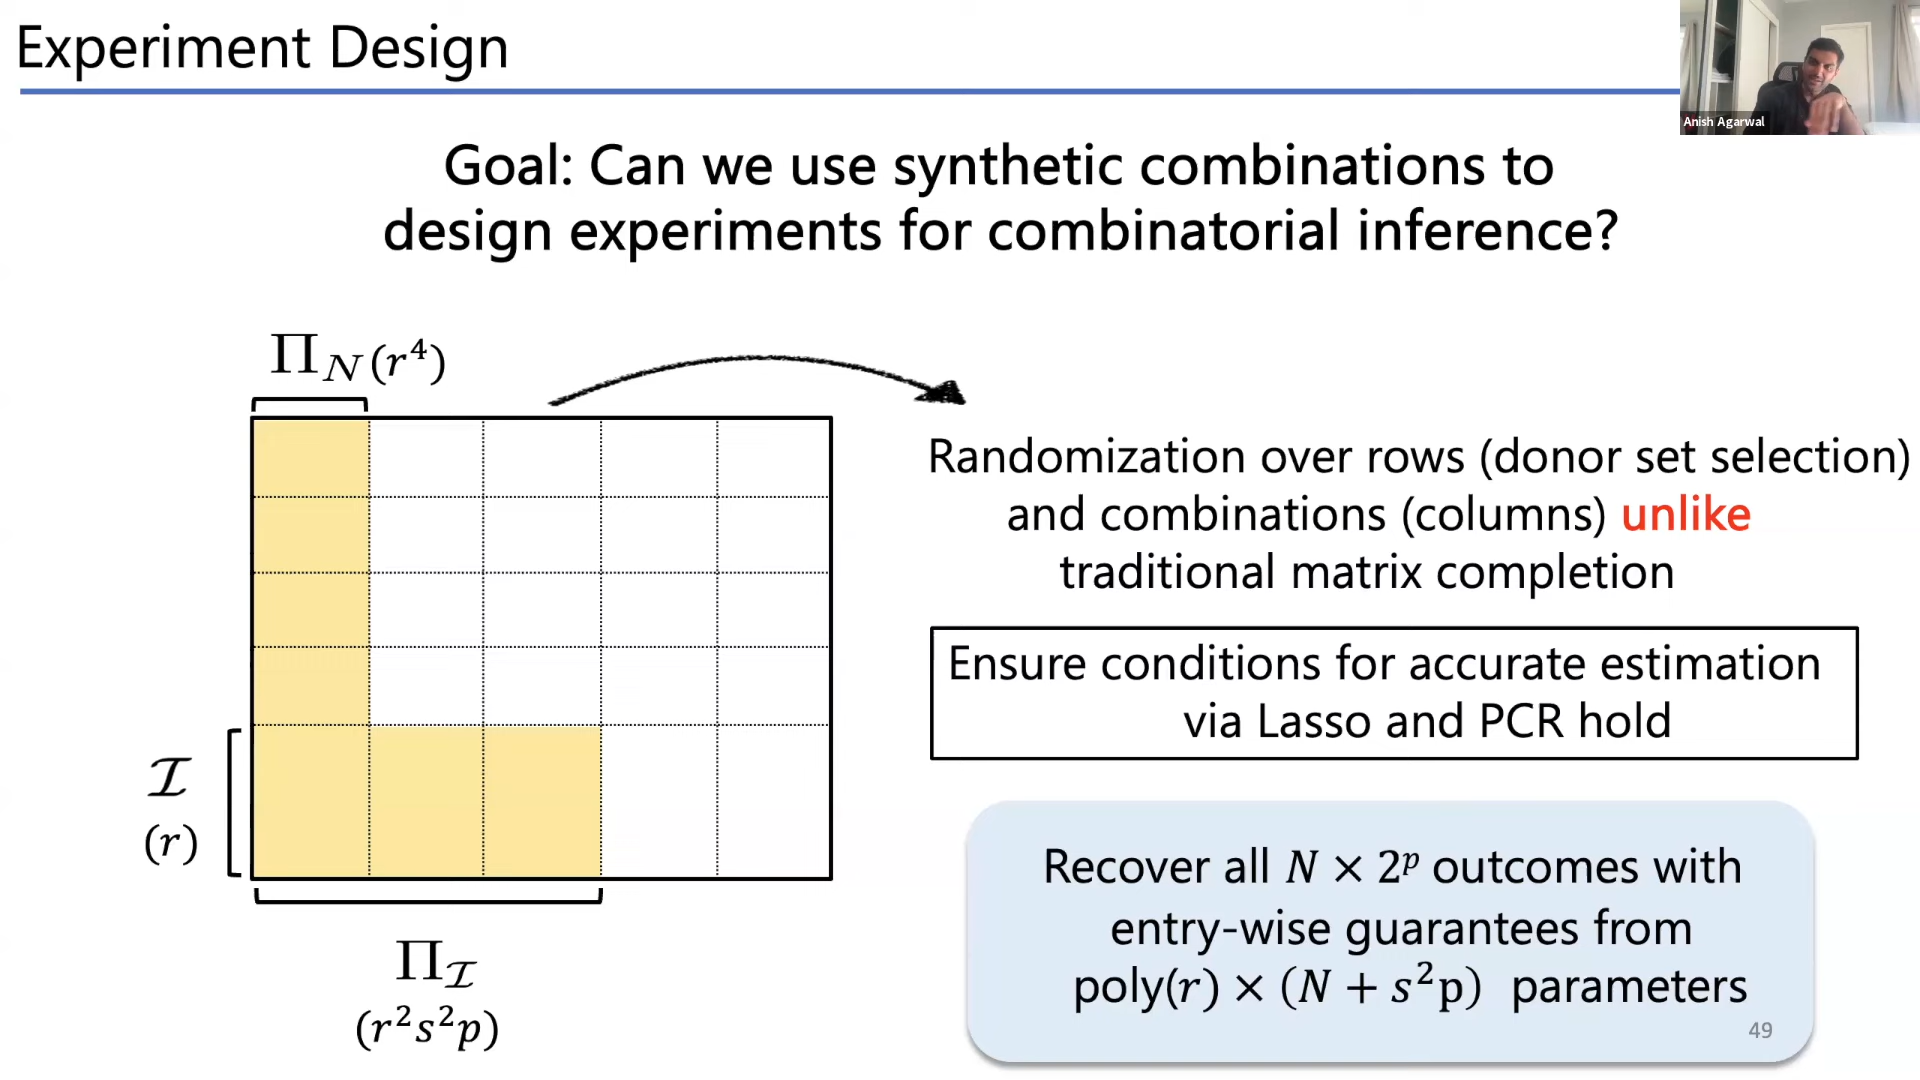 Experiment Design
Anish Agarwal
Goal: Can we use synthetic combinations to
design experiments for combinatorial inference?
Π_𝒩 (r⁴)
Randomization over rows (donor set selection)
and combinations (columns) unlike
traditional matrix completion
Ensure conditions for accurate estimation
via Lasso and PCR hold
ℐ
(r)
Recover all N × 2ᵖ outcomes with
entry-wise guarantees from
poly(r) × (N + s²p) parameters
Π_ℐ
(r²s²p)
49